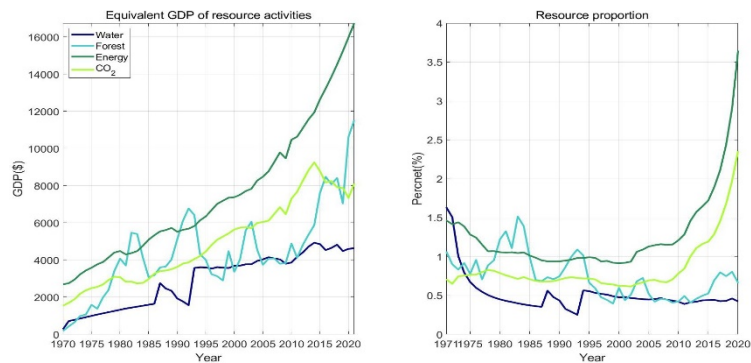 Equivalent GDP of resource activities
Water
Forest
Energy
CO2
GDP($)
16000
14000
12000
10000
8000
6000
4000
2000
0
1970 1975 1980 1985 1990 1995 2000 2005 2010 2015 2020
Year
Resource proportion
Percnet(%)
4
3.5
3
2.5
2
1.5
1
0.5
0
1971 1975 1980 1985 1990 1995 2000 2005 2010 2015 2020
Year